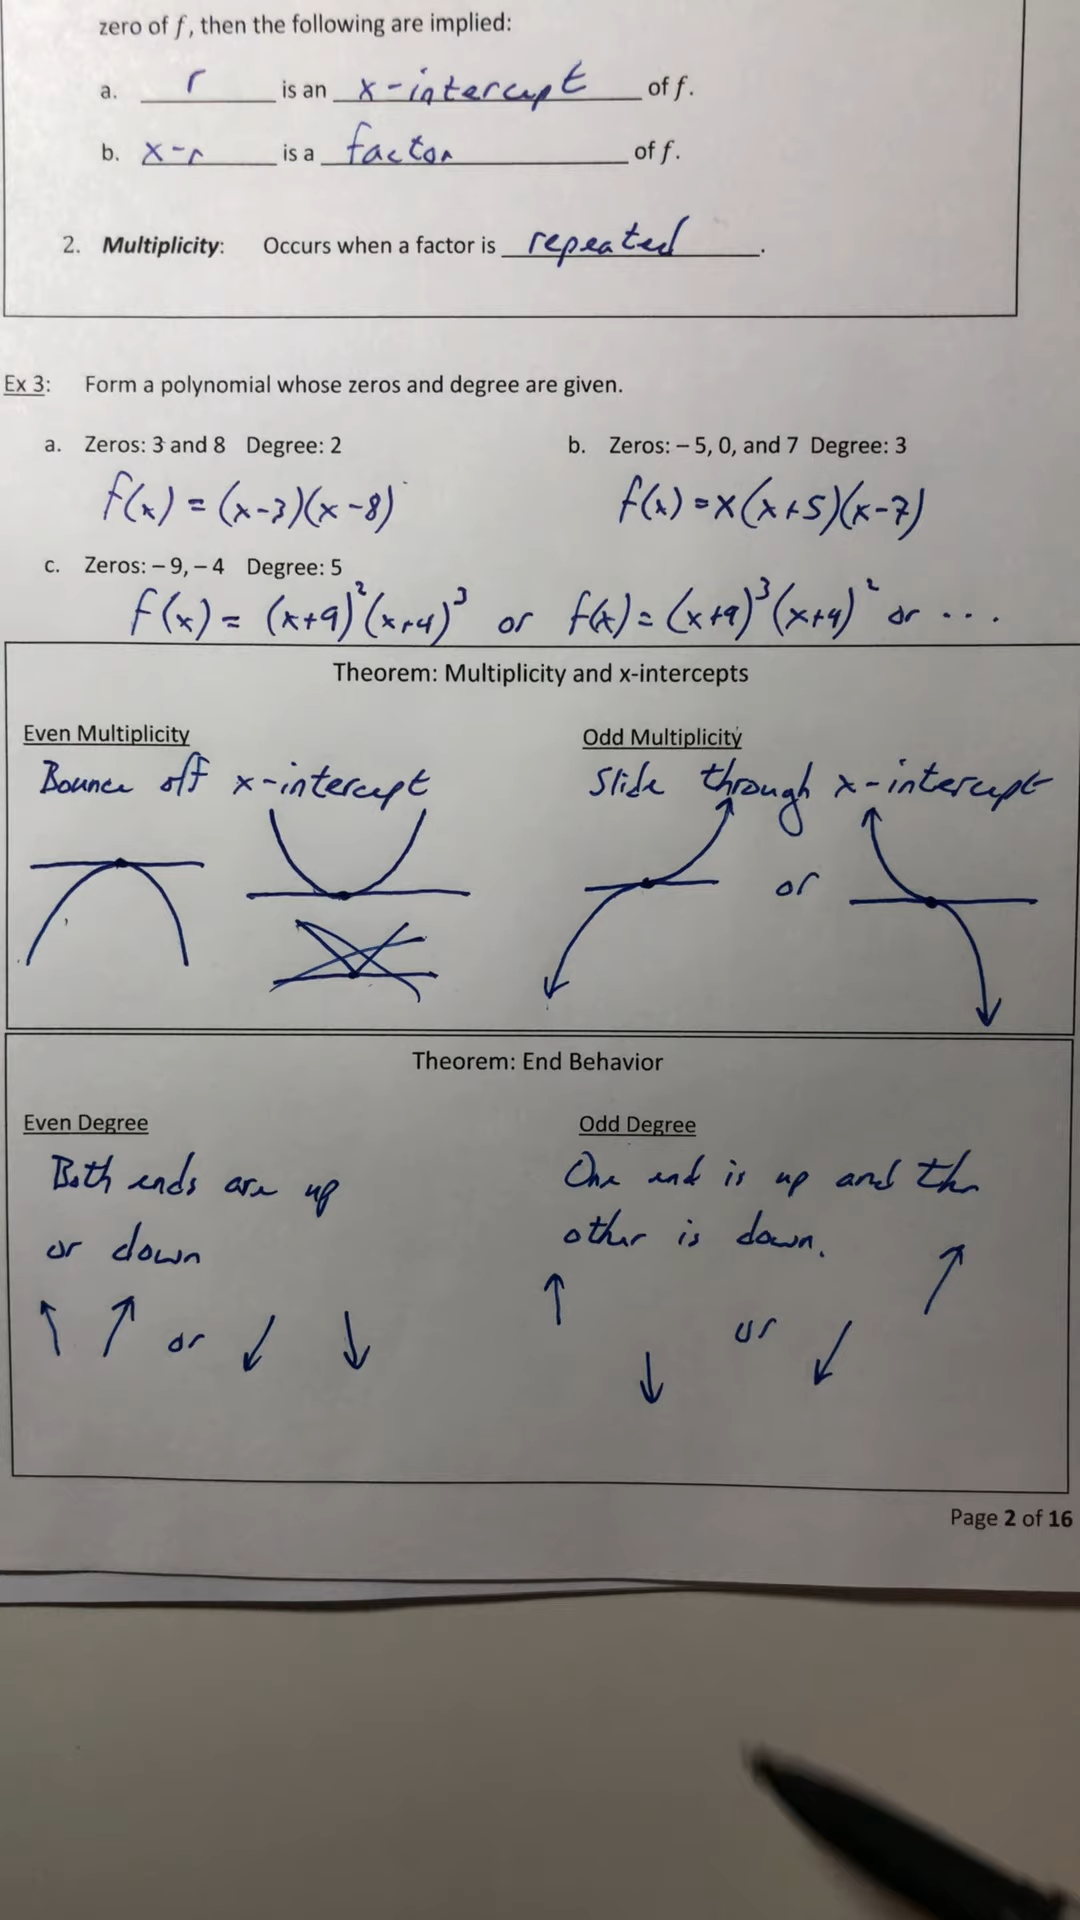 zero of f, then the following are implied:
a. r is an x-intercept of f.
b. x-r is a factor of f.
2. Multiplicity: Occurs when a factor is repeated.
Ex 3: Form a polynomial whose zeros and degree are given.
a. Zeros: 3 and 8 Degree: 2
b. Zeros: – 5, 0, and 7 Degree: 3
f(x) = (x-3)(x-8)
f(x) = x(x+5)(x-7)
c. Zeros: – 9, – 4 Degree: 5
f(x) = (x+9)²(x+4)³ or f(x) = (x+9)³(x+4)² or ...
Theorem: Multiplicity and x-intercepts
Even Multiplicity
Odd Multiplicity
Bounce off x-intercept
Slide through x-intercept
or
Theorem: End Behavior
Even Degree
Odd Degree
Both ends are up
or down
One end is up and the
other is down.
↑ ↗ or ↙ ↓
↑ ↓ or ↙ ↗
Page 2 of 16